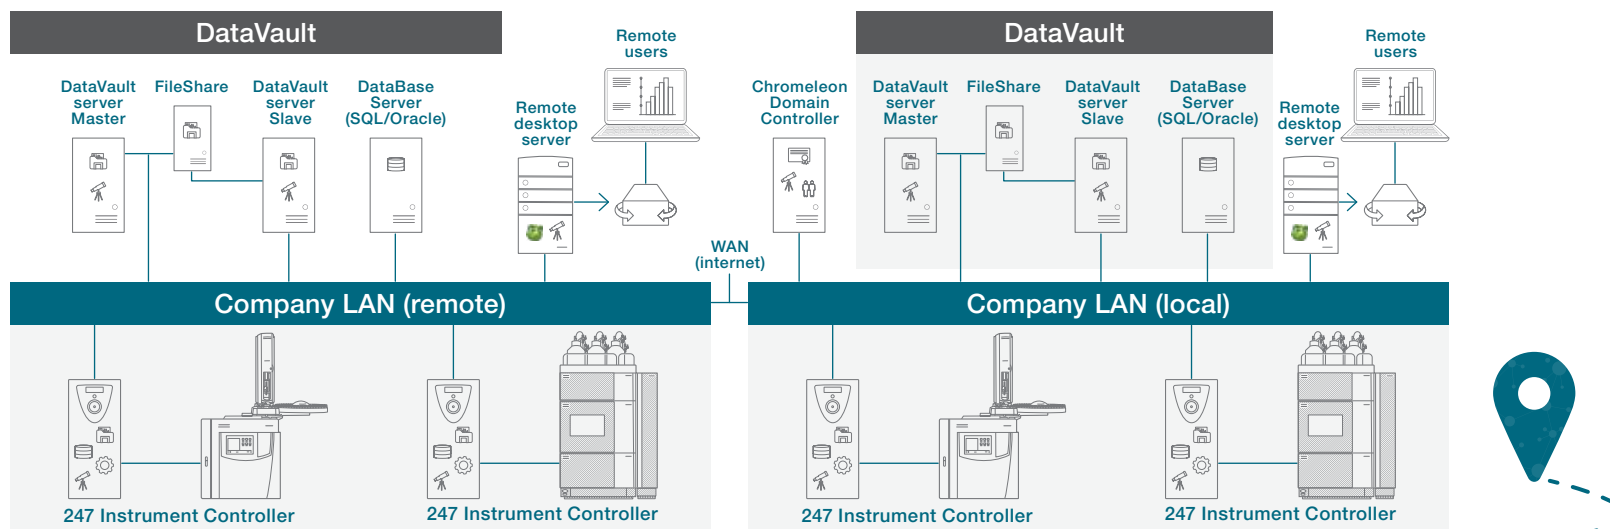 DataVault
DataVault
DataVault
server
Master
FileShare
DataVault
server
Slave
DataBase
Server
(SQL/Oracle)
Remote
desktop
server
Remote
users
Chromeleon
Domain
Controller
DataVault
server
Master
FileShare
DataVault
server
Slave
DataBase
Server
(SQL/Oracle)
Remote
desktop
server
Remote
users
WAN
(internet)
Company LAN (remote)
Company LAN (local)
247 Instrument Controller
247 Instrument Controller
247 Instrument Controller
247 Instrument Controller